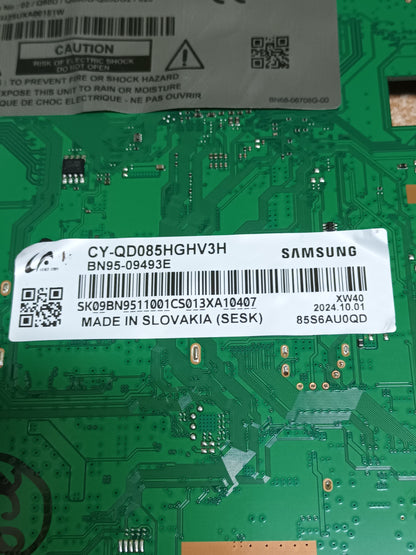 CAUTION
RISK OF ELECTRIC SHOCK
DO NOT OPEN
: TO PREVENT FIRE OR SHOCK HAZARD
EXPOSE THIS UNIT TO RAIN OR MOISTURE
RISQUE DE CHOC ELECTRIQUE - NE PAS OUVRIR
BN68-06708G-00
CY-QD085HGHV3H
SAMSUNG
BN95-09493E
SK09BN9511001CS013XA10407
XW40
2024.10.01
MADE IN SLOVAKIA (SESK)
85S6AU0QD